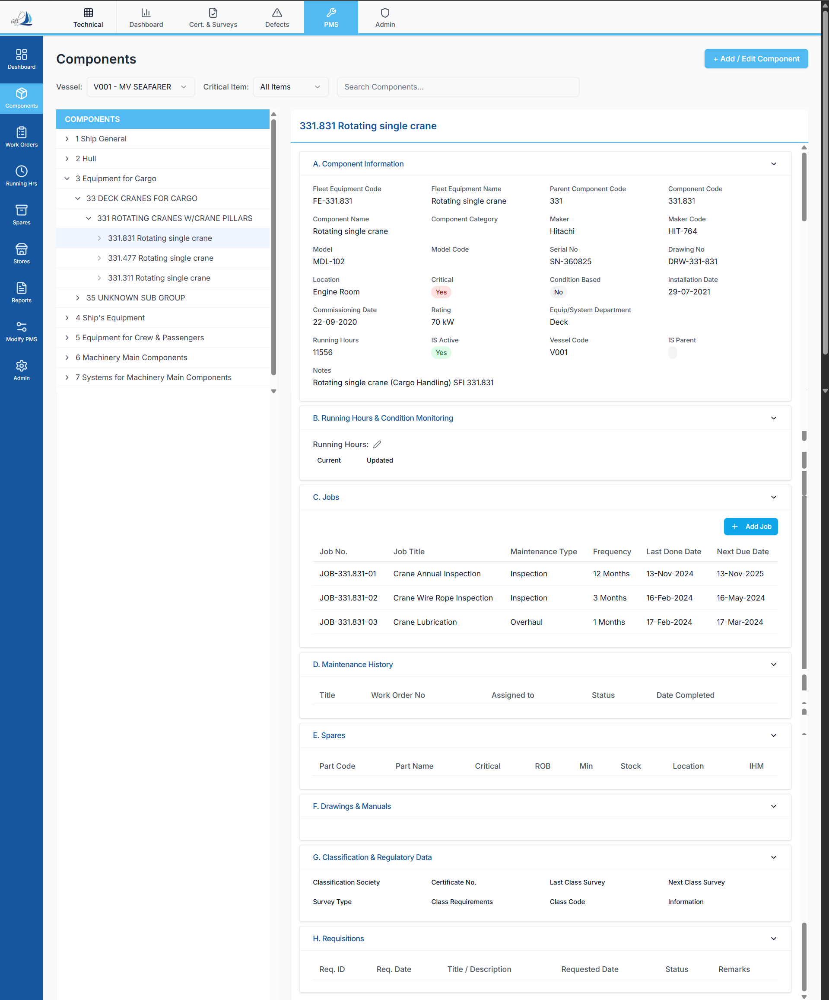 sail
Technical
Dashboard
Cert. & Surveys
Defects
PMS
Admin
Dashboard
Components
Work Orders
Running Hrs
Spares
Stores
Reports
Modify PMS
Admin
Components
+ Add / Edit Component
Vessel: V001 - MV SEAFARER Critical Item: All Items Search Components...
COMPONENTS
1 Ship General
2 Hull
3 Equipment for Cargo
33 DECK CRANES FOR CARGO
331 ROTATING CRANES W/CRANE PILLARS
331.831 Rotating single crane
331.477 Rotating single crane
331.311 Rotating single crane
35 UNKNOWN SUB GROUP
4 Ship's Equipment
5 Equipment for Crew & Passengers
6 Machinery Main Components
7 Systems for Machinery Main Components
331.831 Rotating single crane
A. Component Information
Fleet Equipment Code Fleet Equipment Name Parent Component Code Component Code
FE-331.831 Rotating single crane 331 331.831
Component Name Component Category Maker Maker Code
Rotating single crane Hitachi HIT-764
Model Model Code Serial No Drawing No
MDL-102 SN-360825 DRW-331-831
Location Critical Condition Based Installation Date
Engine Room Yes No 29-07-2021
Commissioning Date Rating Equip/System Department
22-09-2020 70 kW Deck
Running Hours IS Active Vessel Code IS Parent
11556 Yes V001
Notes
Rotating single crane (Cargo Handling) SFI 331.831
B. Running Hours & Condition Monitoring
Running Hours:
Current Updated
C. Jobs
+ Add Job
Job No. Job Title Maintenance Type Frequency Last Done Date Next Due Date
JOB-331.831-01 Crane Annual Inspection Inspection 12 Months 13-Nov-2024 13-Nov-2025
JOB-331.831-02 Crane Wire Rope Inspection Inspection 3 Months 16-Feb-2024 16-May-2024
JOB-331.831-03 Crane Lubrication Overhaul 1 Months 17-Feb-2024 17-Mar-2024
D. Maintenance History
Title Work Order No Assigned to Status Date Completed
E. Spares
Part Code Part Name Critical ROB Min Stock Location IHM
F. Drawings & Manuals
G. Classification & Regulatory Data
Classification Society Certificate No. Last Class Survey Next Class Survey
Survey Type Class Requirements Class Code Information
H. Requisitions
Req. ID Req. Date Title / Description Requested Date Status Remarks